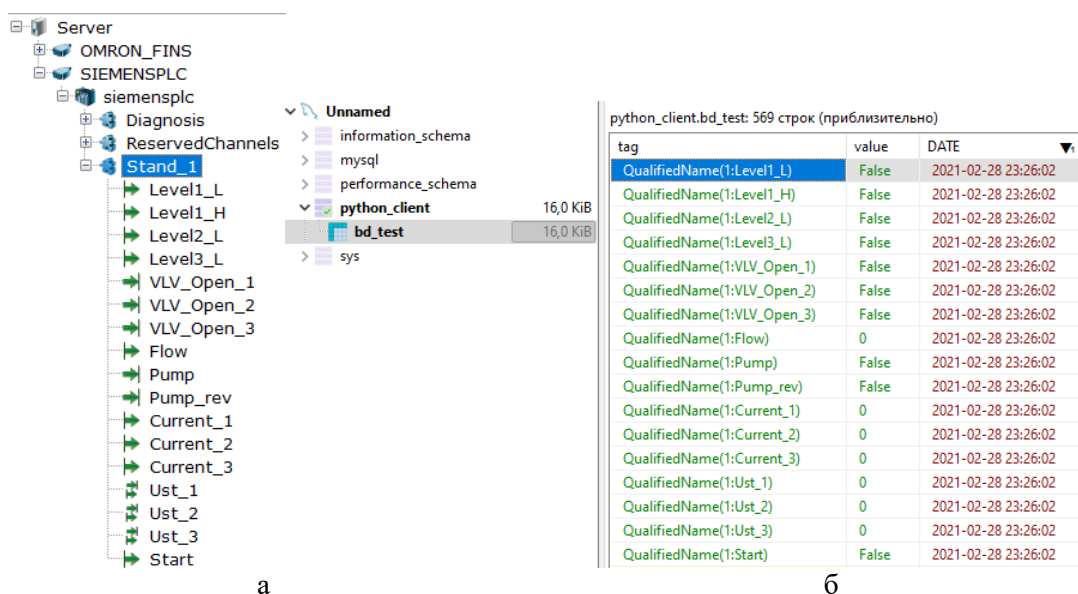 Server
OMRON_FINS
SIEMENSPLC
siemensplc
Diagnosis
ReservedChannels
Stand_1
Level1_L
Level1_H
Level2_L
Level3_L
VLV_Open_1
VLV_Open_2
VLV_Open_3
Flow
Pump
Pump_rev
Current_1
Current_2
Current_3
Ust_1
Ust_2
Ust_3
Start
а
Unnamed
information_schema
mysql
performance_schema
python_client 16,0 KiB
bd_test 16,0 KiB
sys
python_client.bd_test: 569 строк (приблизительно)
tag value DATE 1
QualifiedName(1:Level1_L) False 2021-02-28 23:26:02
QualifiedName(1:Level1_H) False 2021-02-28 23:26:02
QualifiedName(1:Level2_L) False 2021-02-28 23:26:02
QualifiedName(1:Level3_L) False 2021-02-28 23:26:02
QualifiedName(1:VLV_Open_1) False 2021-02-28 23:26:02
QualifiedName(1:VLV_Open_2) False 2021-02-28 23:26:02
QualifiedName(1:VLV_Open_3) False 2021-02-28 23:26:02
QualifiedName(1:Flow) 0 2021-02-28 23:26:02
QualifiedName(1:Pump) False 2021-02-28 23:26:02
QualifiedName(1:Pump_rev) False 2021-02-28 23:26:02
QualifiedName(1:Current_1) 0 2021-02-28 23:26:02
QualifiedName(1:Current_2) 0 2021-02-28 23:26:02
QualifiedName(1:Current_3) 0 2021-02-28 23:26:02
QualifiedName(1:Ust_1) 0 2021-02-28 23:26:02
QualifiedName(1:Ust_2) 0 2021-02-28 23:26:02
QualifiedName(1:Ust_3) 0 2021-02-28 23:26:02
QualifiedName(1:Start) False 2021-02-28 23:26:02
б